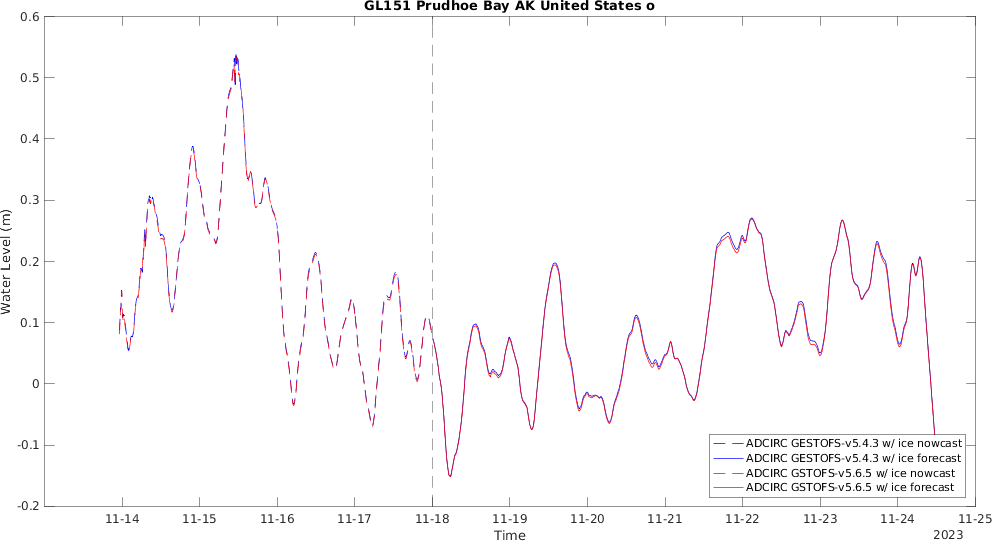 GL151 Prudhoe Bay AK United States o
0.6
0.5
0.4
0.3
0.2
0.1
0
-0.1
-0.2
Water Level (m)
ADCIRC GESTOFS-v5.4.3 w/ ice nowcast
ADCIRC GESTOFS-v5.4.3 w/ ice forecast
ADCIRC GSTOFS-v5.6.5 w/ ice nowcast
ADCIRC GSTOFS-v5.6.5 w/ ice forecast
11-14 11-15 11-16 11-17 11-18 11-19 11-20 11-21 11-22 11-23 11-24 11-25
Time
2023